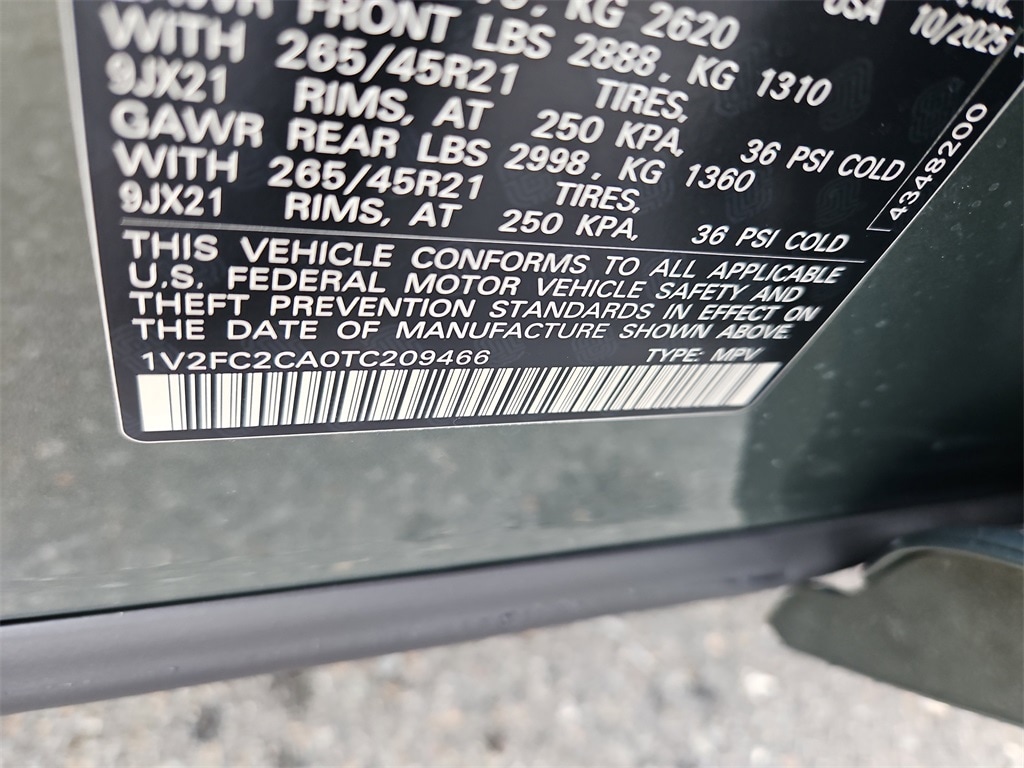 KG 2620
USA 10/2025
FRONT LBS 2888, KG 1310
WITH 265/45R21 TIRES,
9JX21 RIMS, AT 250 KPA, 36 PSI COLD
GAWR REAR LBS 2998, KG 1360
WITH 265/45R21 TIRES,
9JX21 RIMS, AT 250 KPA, 36 PSI COLD
4348200
THIS VEHICLE CONFORMS TO ALL APPLICABLE
U.S. FEDERAL MOTOR VEHICLE SAFETY AND
THEFT PREVENTION STANDARDS IN EFFECT ON
THE DATE OF MANUFACTURE SHOWN ABOVE.
1V2FC2CA0TC209466 TYPE: MPV